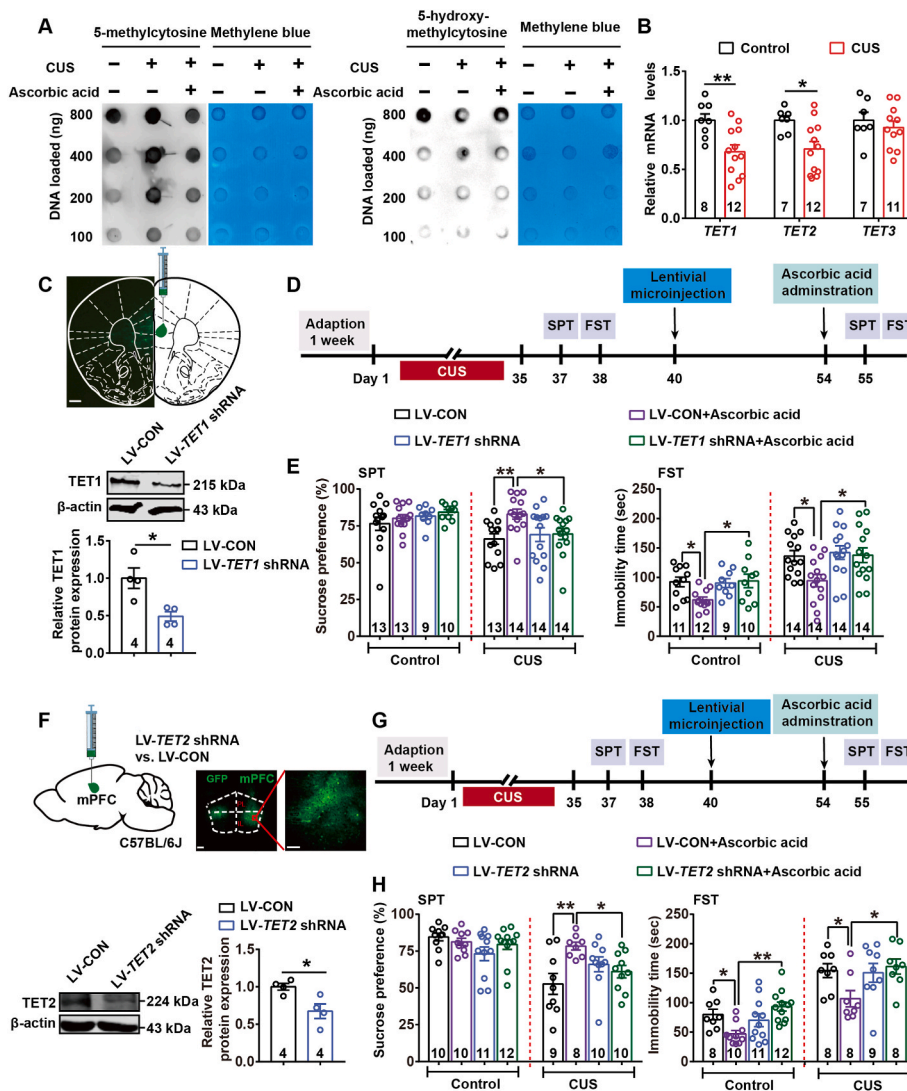 A
5-methylcytosine Methylene blue
CUS − + +
Ascorbic acid − − +
DNA loaded (ng)
800
400
200
100
5-hydroxy-
methylcytosine
Methylene blue
CUS − + + − + +
Ascorbic acid − − + − − +
DNA loaded (ng)
800
400
200
100
B
Control CUS
Relative mRNA levels
2.0
1.5
1.0
0.5
0.0
** *
8 12 7 12 7 11
TET1 TET2 TET3
C
LV-CON
LV-TET1 shRNA
TET1 215 kDa
β-actin 43 kDa
Relative TET1
protein expression
1.5
1.0
0.5
0.0
*
LV-CON
LV-TET1 shRNA
4 4
D
Adaption
1 week
SPT FST
Lentivial
microinjection
Ascorbic acid
adminstration
SPT FST
Day 1 CUS 35 37 38 40 54 55
LV-CON
LV-TET1 shRNA
LV-CON+Ascorbic acid
LV-TET1 shRNA+Ascorbic acid
E
SPT
Sucrose preference (%)
100
75
50
25
0
** *
13 13 9 10 14 14 14
Control CUS
FST
Immobility time (sec)
250
200
150
100
50
0
* * * *
11 12 9 10 14 14 14 14
Control CUS
F
LV-TET2 shRNA
vs. LV-CON
mPFC
C57BL/6J
GFP mPFC
LV-CON
LV-TET2 shRNA
TET2 224 kDa
β-actin 43 kDa
Relative TET2
protein expression
2.0
1.5
1.0
0.5
0.0
*
LV-CON
LV-TET2 shRNA
4 4
G
Adaption
1 week
SPT FST
Lentivial
microinjection
Ascorbic acid
adminstration
SPT FST
Day 1 CUS 35 37 38 40 54 55
LV-CON
LV-TET2 shRNA
LV-CON+Ascorbic acid
LV-TET2 shRNA+Ascorbic acid
H
SPT
Sucrose preference (%)
100
75
50
25
0
** *
10 10 11 12 9 8 10 10
Control CUS
FST
Immobility time (sec)
250
200
150
100
50
0
* ** * *
8 10 11 12 8 8 9 8
Control CUS